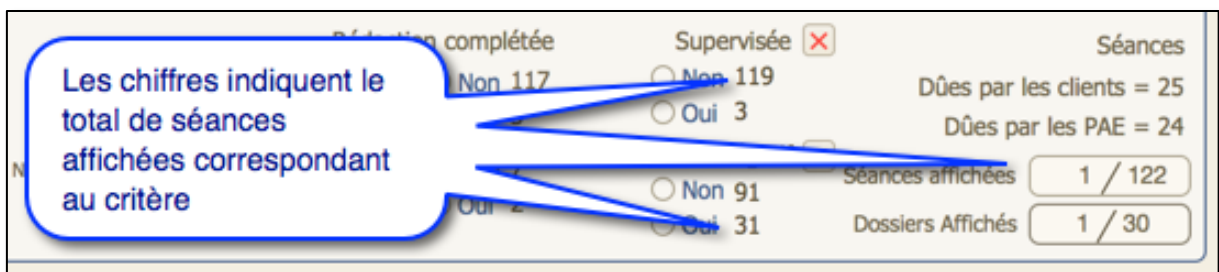 complétée Supervisée Séances
Les chiffres indiquent le
total de séances
affichées correspondant
au critère
Non 117 Non 119 Dûes par les clients = 25
Oui 3 Dûes par les PAE = 24
Séances affichées 1 / 122
Non 91
Oui 2 Oui 31 Dossiers Affichés 1 / 30